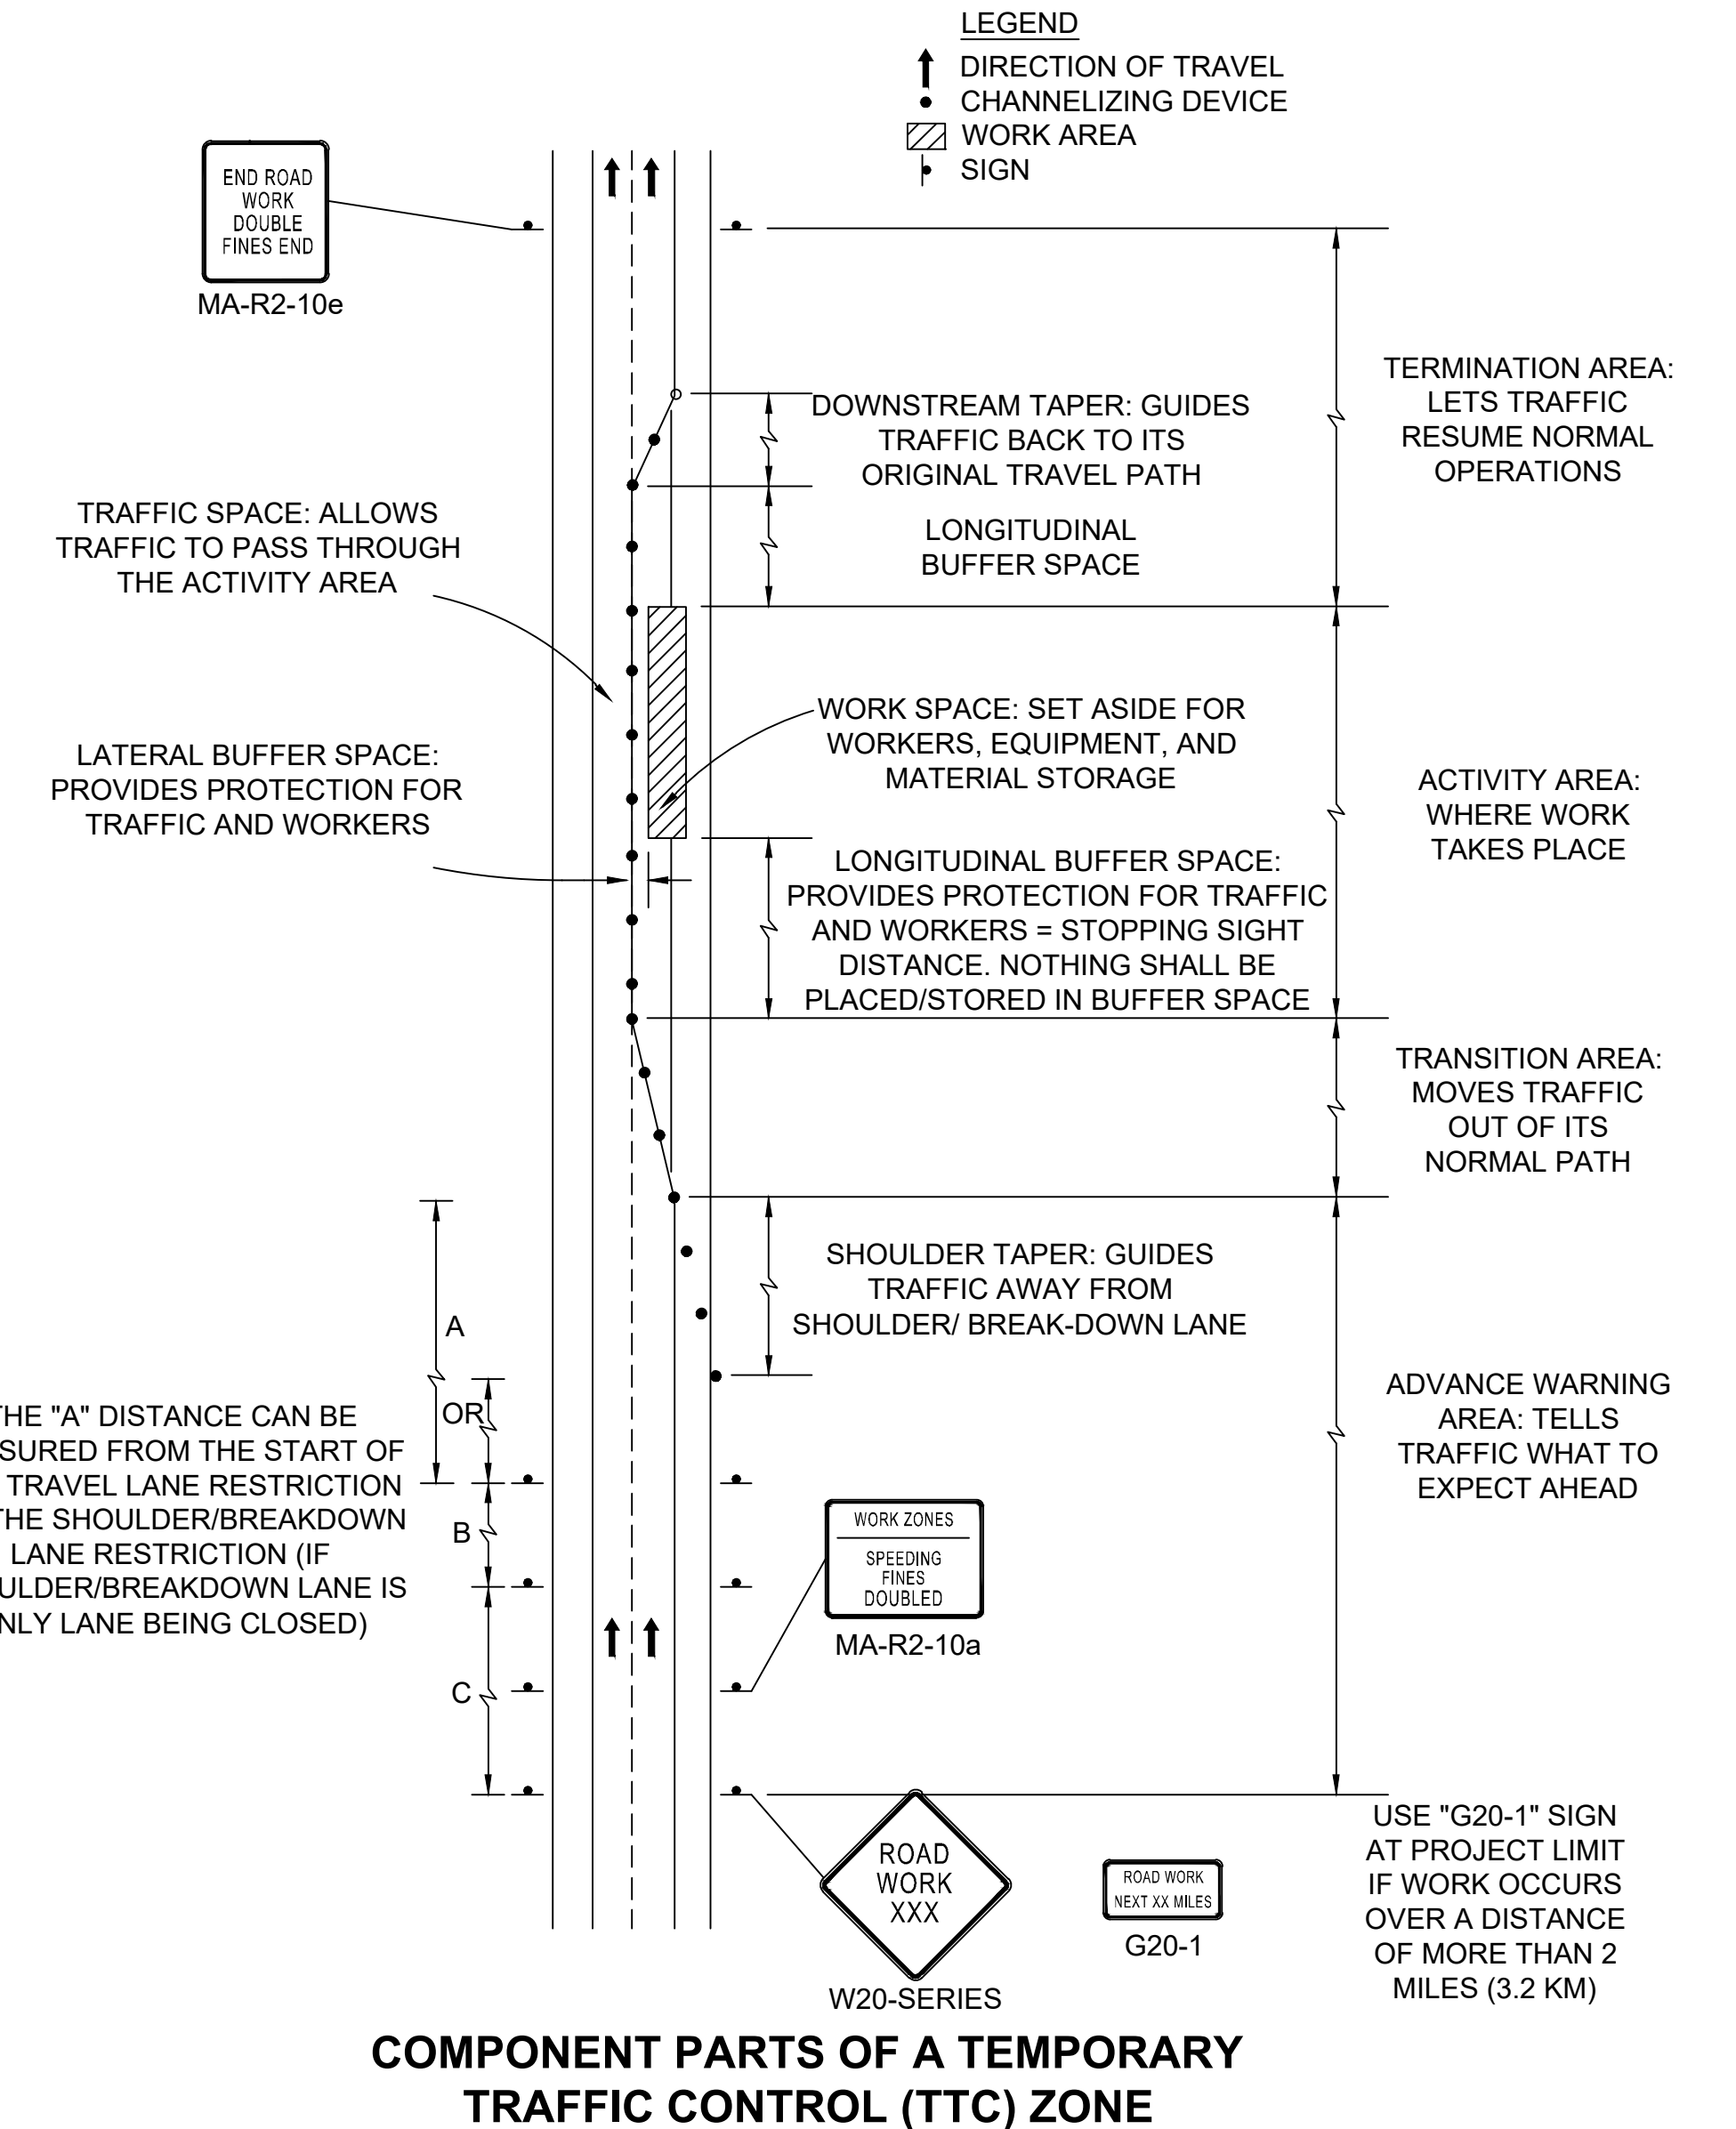 LEGEND
DIRECTION OF TRAVEL
CHANNELIZING DEVICE
WORK AREA
SIGN
END ROAD
WORK
DOUBLE
FINES END
MA-R2-10e
TERMINATION AREA:
LETS TRAFFIC
RESUME NORMAL
OPERATIONS
DOWNSTREAM TAPER: GUIDES
TRAFFIC BACK TO ITS
ORIGINAL TRAVEL PATH
TRAFFIC SPACE: ALLOWS
TRAFFIC TO PASS THROUGH
THE ACTIVITY AREA
LONGITUDINAL
BUFFER SPACE
WORK SPACE: SET ASIDE FOR
WORKERS, EQUIPMENT, AND
MATERIAL STORAGE
LATERAL BUFFER SPACE:
PROVIDES PROTECTION FOR
TRAFFIC AND WORKERS
ACTIVITY AREA:
WHERE WORK
TAKES PLACE
LONGITUDINAL BUFFER SPACE:
PROVIDES PROTECTION FOR TRAFFIC
AND WORKERS = STOPPING SIGHT
DISTANCE. NOTHING SHALL BE
PLACED/STORED IN BUFFER SPACE
TRANSITION AREA:
MOVES TRAFFIC
OUT OF ITS
NORMAL PATH
SHOULDER TAPER: GUIDES
TRAFFIC AWAY FROM
SHOULDER/ BREAK-DOWN LANE
A
OR
B
C
THE "A" DISTANCE CAN BE
SURED FROM THE START OF
TRAVEL LANE RESTRICTION
THE SHOULDER/BREAKDOWN
LANE RESTRICTION (IF
ULDER/BREAKDOWN LANE IS
NLY LANE BEING CLOSED)
ADVANCE WARNING
AREA: TELLS
TRAFFIC WHAT TO
EXPECT AHEAD
WORK ZONES
SPEEDING
FINES
DOUBLED
MA-R2-10a
ROAD
WORK
XXX
W20-SERIES
ROAD WORK
NEXT XX MILES
G20-1
USE "G20-1" SIGN
AT PROJECT LIMIT
IF WORK OCCURS
OVER A DISTANCE
OF MORE THAN 2
MILES (3.2 KM)
COMPONENT PARTS OF A TEMPORARY
TRAFFIC CONTROL (TTC) ZONE